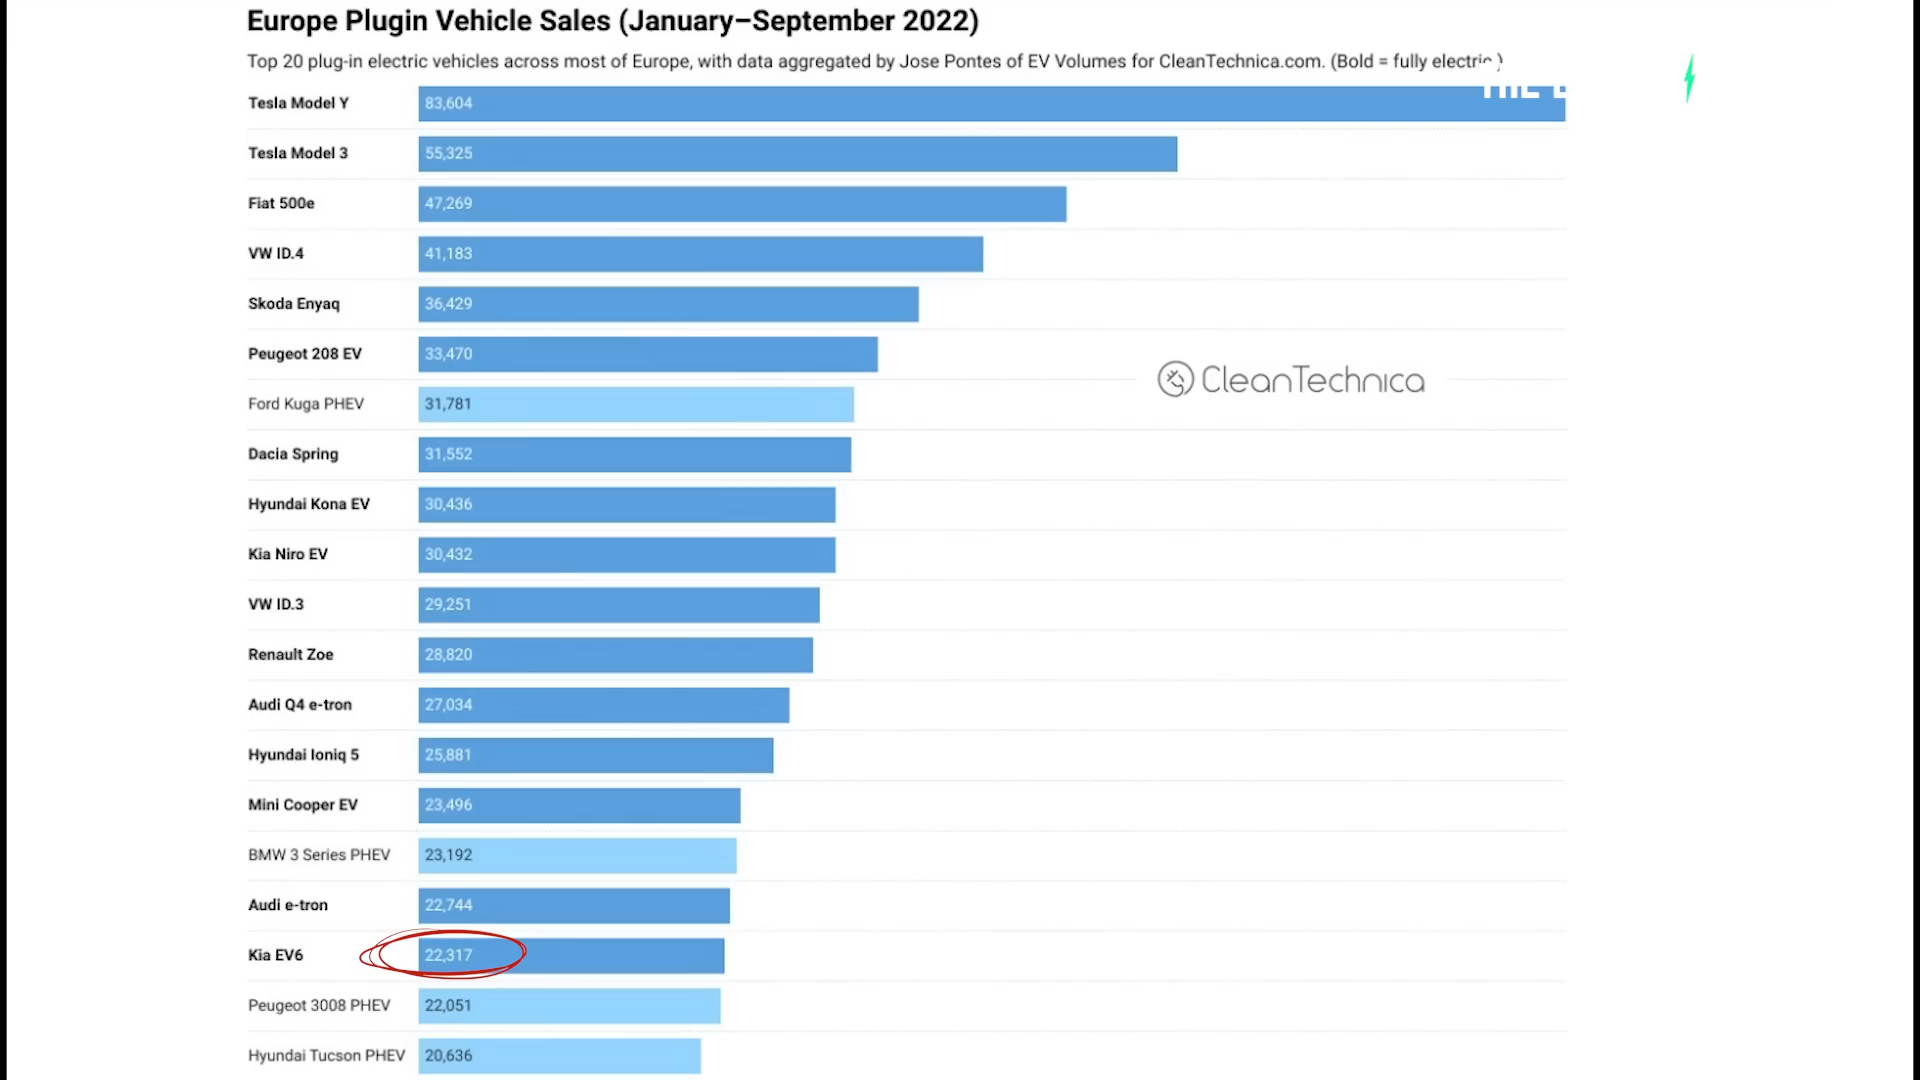 Europe Plugin Vehicle Sales (January–September 2022)
Top 20 plug-in electric vehicles across most of Europe, with data aggregated by Jose Pontes of EV Volumes for CleanTechnica.com. (Bold = fully electric )
Tesla Model Y 83,604
Tesla Model 3 55,325
Fiat 500e 47,269
VW ID.4 41,183
Skoda Enyaq 36,429
Peugeot 208 EV 33,470
CleanTechnica
Ford Kuga PHEV 31,781
Dacia Spring 31,552
Hyundai Kona EV 30,436
Kia Niro EV 30,432
VW ID.3 29,251
Renault Zoe 28,820
Audi Q4 e-tron 27,034
Hyundai Ioniq 5 25,881
Mini Cooper EV 23,496
BMW 3 Series PHEV 23,192
Audi e-tron 22,744
Kia EV6 22,317
Peugeot 3008 PHEV 22,051
Hyundai Tucson PHEV 20,636